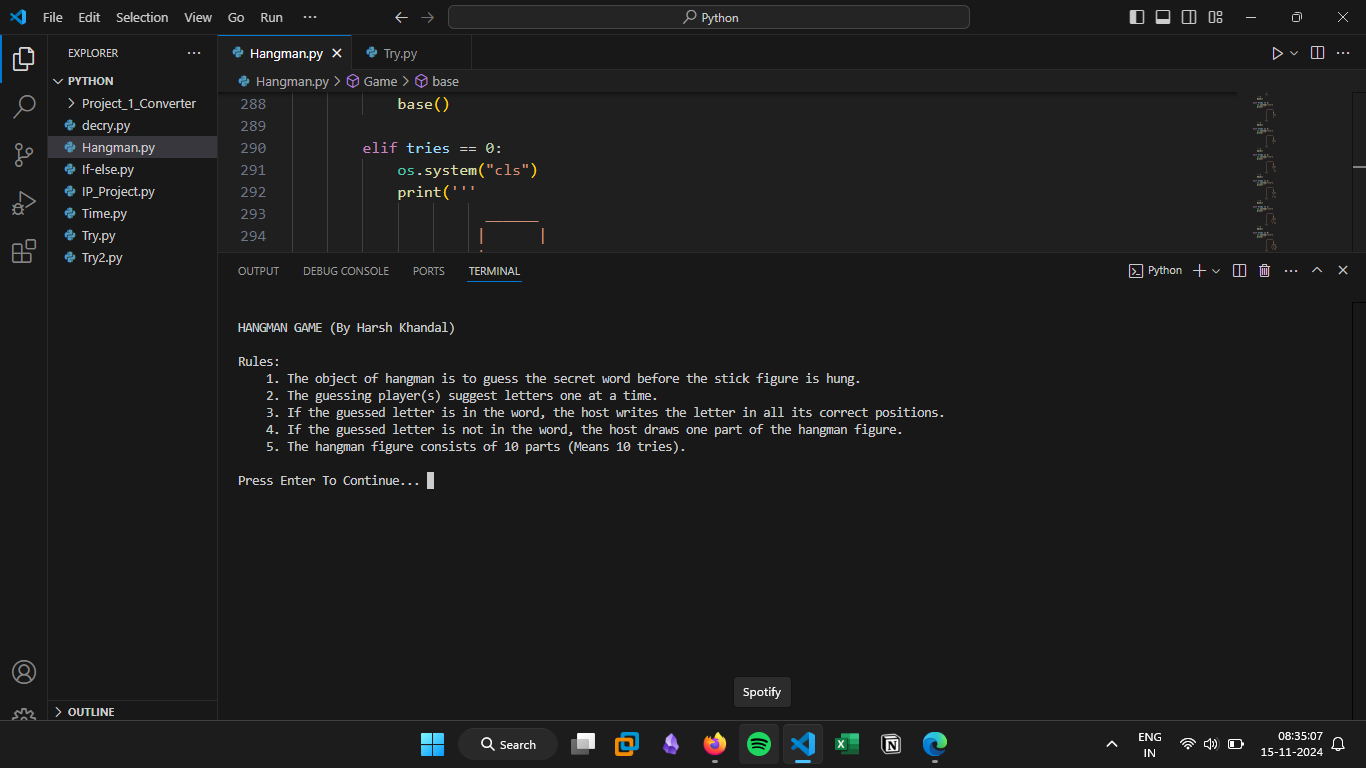 File Edit Selection View Go Run ··· Python
EXPLORER ···
PYTHON
Project_1_Converter
decry.py
Hangman.py
If-else.py
IP_Project.py
Time.py
Try.py
Try2.py
OUTLINE
Hangman.py Try.py
Hangman.py > Game > base
288 base()
289
290 elif tries == 0:
291 os.system("cls")
292 print('''
293 ______
294 | |
OUTPUT DEBUG CONSOLE PORTS TERMINAL Python
HANGMAN GAME (By Harsh Khandal)
Rules:
1. The object of hangman is to guess the secret word before the stick figure is hung.
2. The guessing player(s) suggest letters one at a time.
3. If the guessed letter is in the word, the host writes the letter in all its correct positions.
4. If the guessed letter is not in the word, the host draws one part of the hangman figure.
5. The hangman figure consists of 10 parts (Means 10 tries).
Press Enter To Continue...
Spotify
Search
ENG
IN
08:35:07
15-11-2024